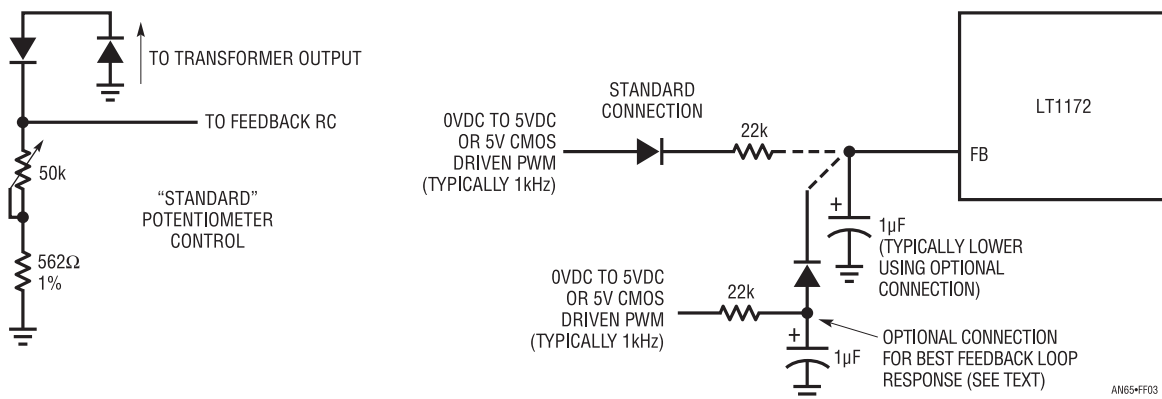 TO TRANSFORMER OUTPUT
TO FEEDBACK RC
50k
“STANDARD”
POTENTIOMETER
CONTROL
562Ω
1%
STANDARD
CONNECTION
0VDC TO 5VDC
OR 5V CMOS
DRIVEN PWM
(TYPICALLY 1kHz)
22k
LT1172
FB
+
1µF
(TYPICALLY LOWER
USING OPTIONAL
CONNECTION)
0VDC TO 5VDC
OR 5V CMOS
DRIVEN PWM
(TYPICALLY 1kHz)
22k
+
1µF
OPTIONAL CONNECTION
FOR BEST FEEDBACK LOOP
RESPONSE (SEE TEXT)
AN65•FF03